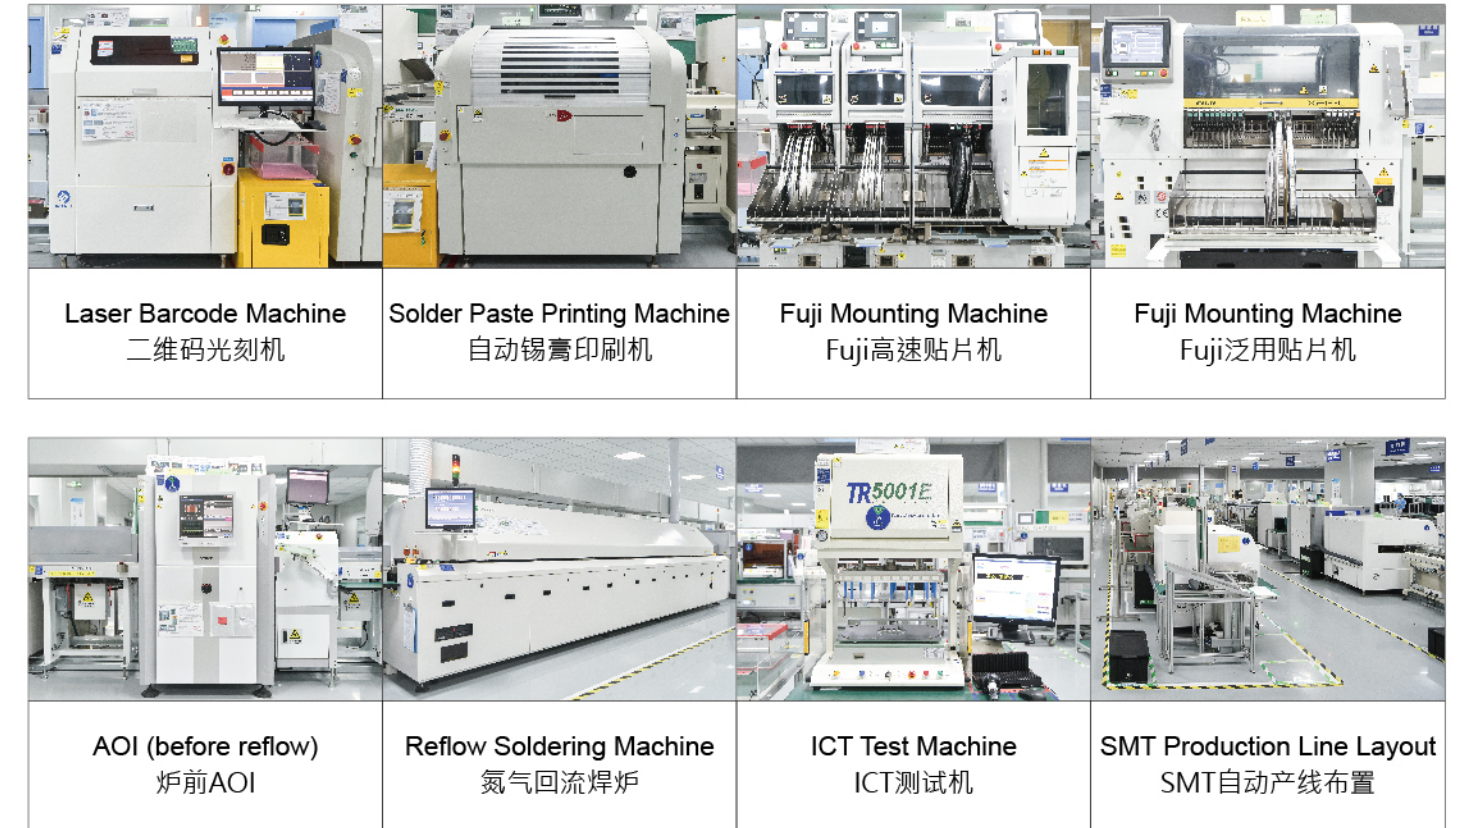 Laser Barcode Machine
二维码光刻机
Solder Paste Printing Machine
自动锡膏印刷机
Fuji Mounting Machine
Fuji高速贴片机
Fuji Mounting Machine
Fuji泛用贴片机
TR5001E
AOI (before reflow)
炉前AOI
Reflow Soldering Machine
氮气回流焊炉
ICT Test Machine
ICT测试机
SMT Production Line Layout
SMT自动产线布置